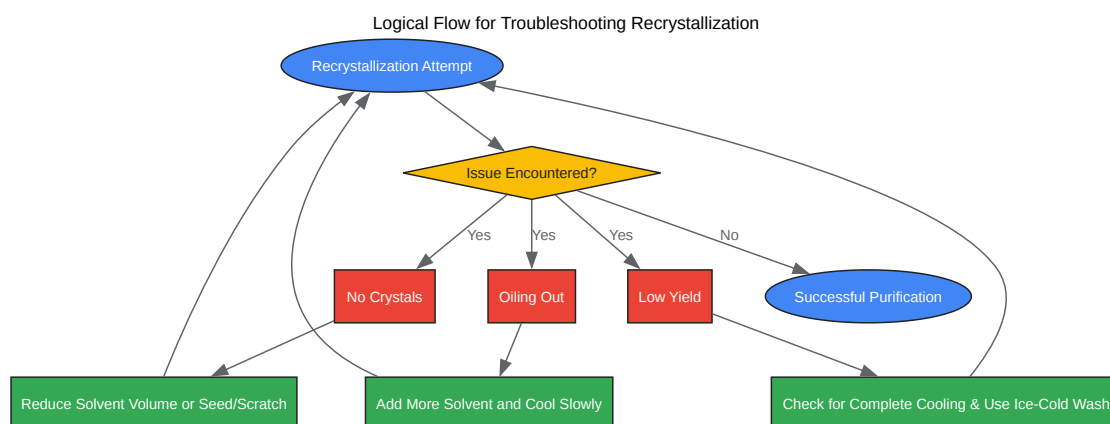 Logical Flow for Troubleshooting Recrystallization
Recrystallization Attempt
Issue Encountered?
Yes
Yes
Yes
No
No Crystals
Oiling Out
Low Yield
Successful Purification
Reduce Solvent Volume or Seed/Scratch
Add More Solvent and Cool Slowly
Check for Complete Cooling & Use Ice-Cold Wash